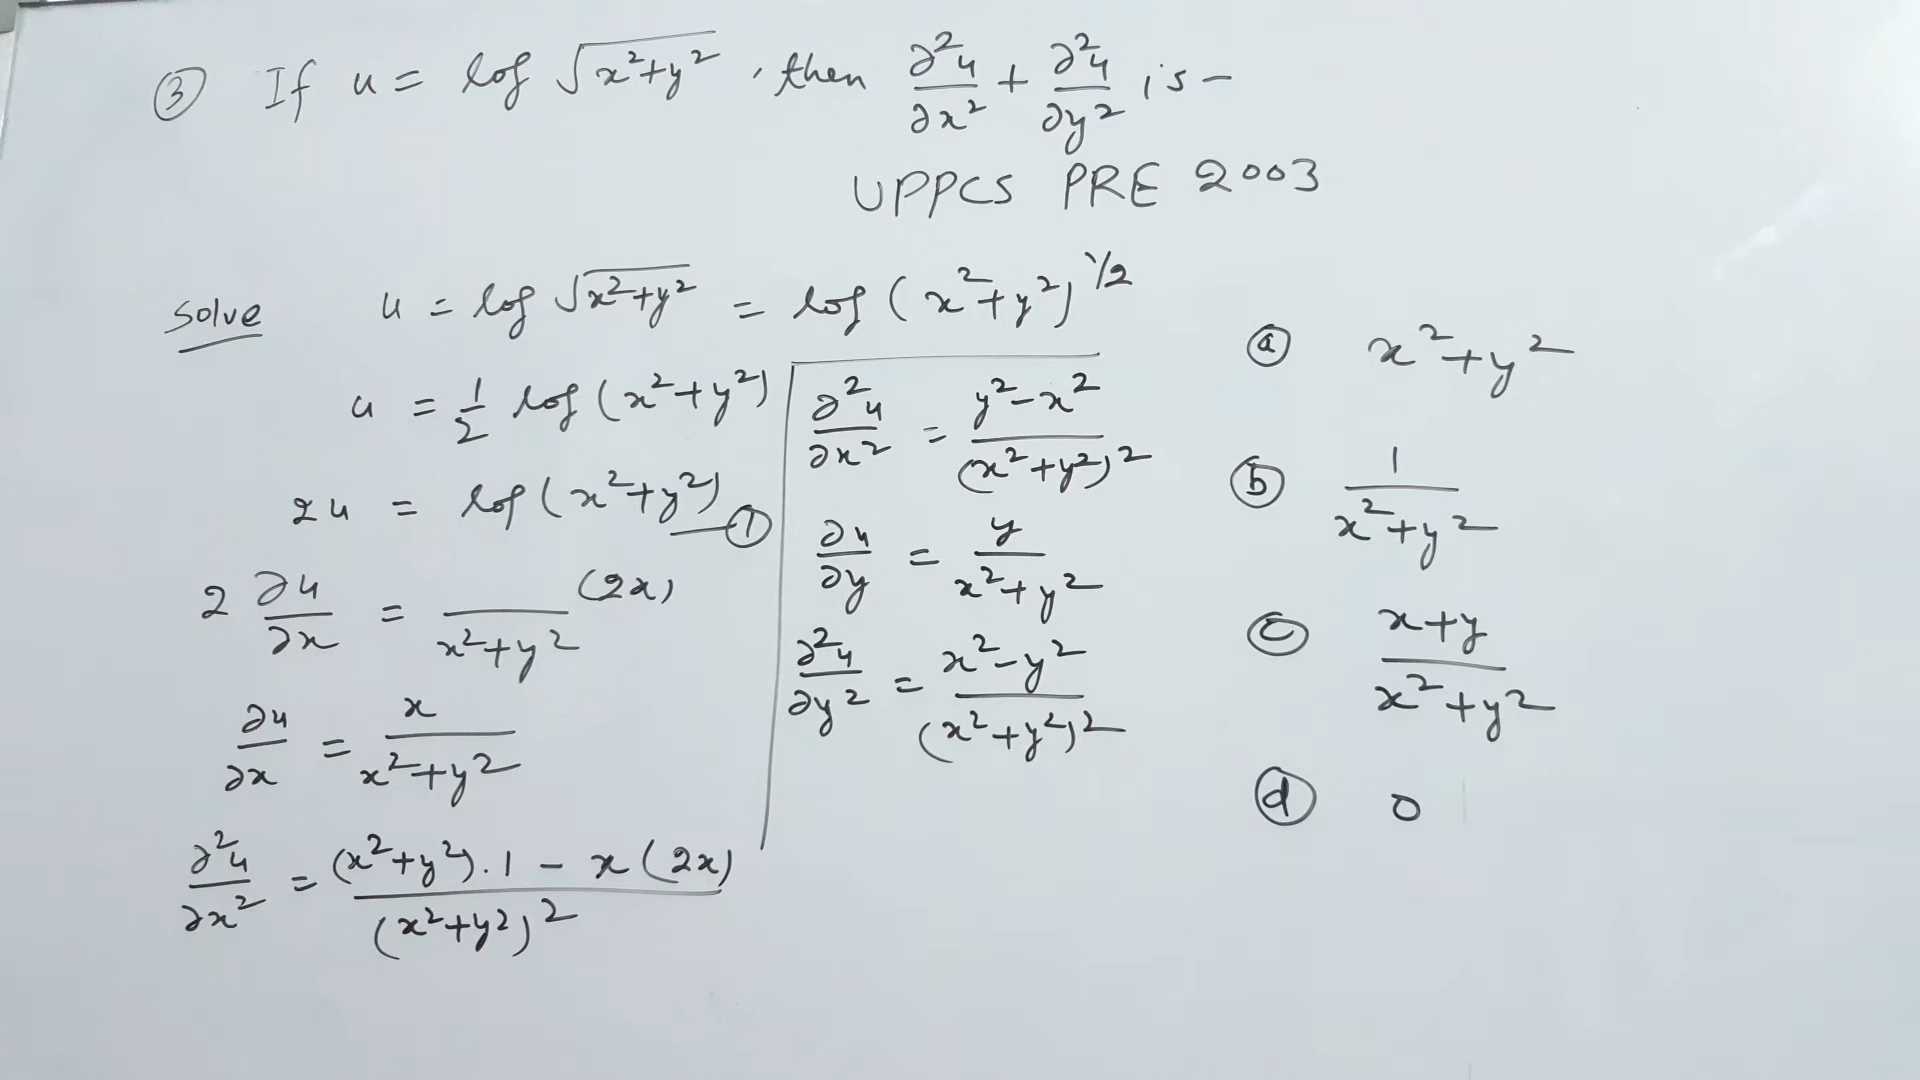 ③ If u = log √(x²+y²) , then ∂²u/∂x² + ∂²u/∂y² is –
UPPCS PRE 2003
Solve u = log √(x²+y²) = log (x²+y²)^1/2
u = 1/2 log (x²+y²)
2u = log (x²+y²) — ①
2 ∂u/∂x = (2x)/(x²+y²)
∂u/∂x = x/(x²+y²)
∂²u/∂x² = ((x²+y²).1 – x(2x))/(x²+y²)²
∂²u/∂x² = (y²–x²)/(x²+y²)²
∂u/∂y = y/(x²+y²)
∂²u/∂y² = (x²–y²)/(x²+y²)²
ⓐ x²+y²
ⓑ 1/(x²+y²)
ⓒ (x+y)/(x²+y²)
ⓓ 0